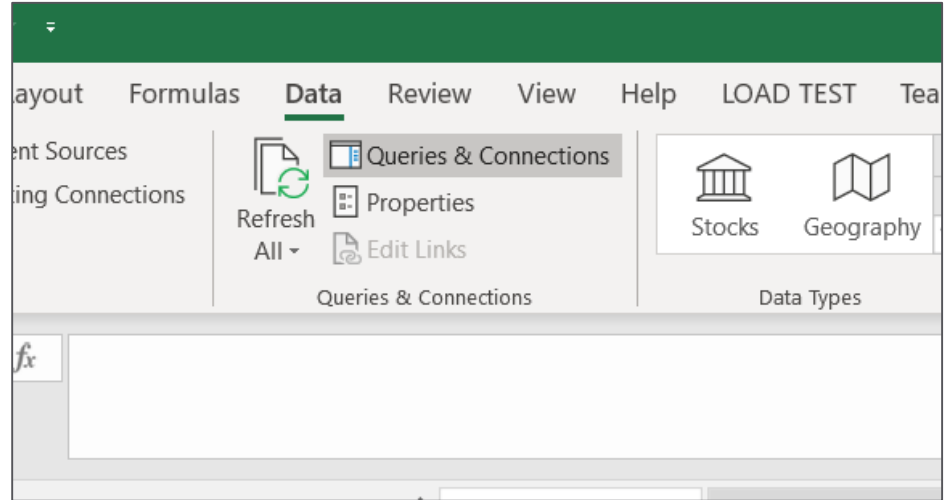 ayout Formulas Data Review View Help LOAD TEST Tea
ent Sources
ting Connections
Refresh
All
Queries & Connections
Properties
Edit Links
Queries & Connections
Stocks
Geography
Data Types
fx